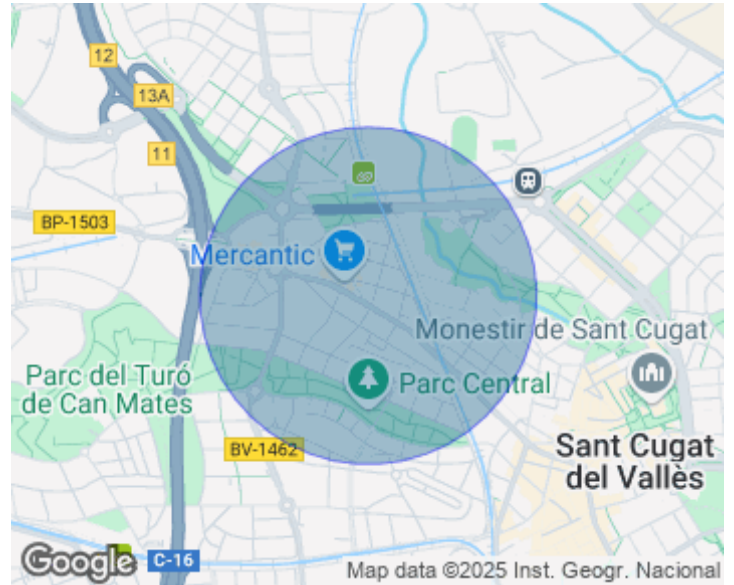 12
13A
11
BP-1503
Mercantic
Monestir de Sant Cugat
Parc del Turó
de Can Mates
Parc Central
BV-1462
Sant Cugat
del Vallès
Google
C-16
Map data ©2025 Inst. Geogr. Nacional